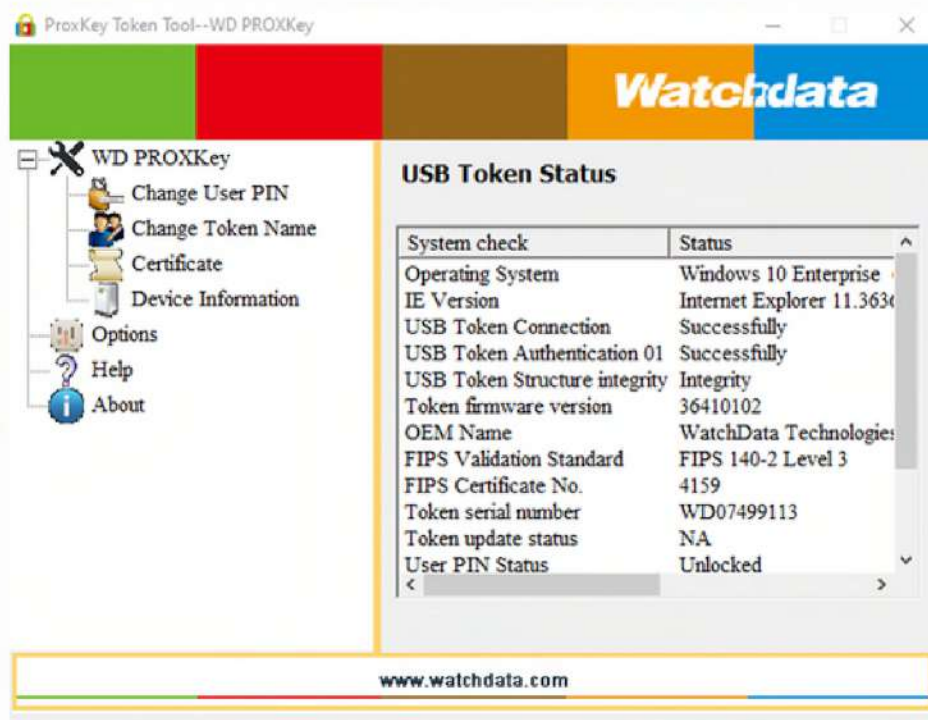 ProxKey Token Tool--WD PROXKey
Watchdata
WD PROXKey
Change User PIN
Change Token Name
Certificate
Device Information
Options
Help
About
USB Token Status
System check Status
Operating System Windows 10 Enterprise
IE Version Internet Explorer 11.363
USB Token Connection Successfully
USB Token Authentication 01 Successfully
USB Token Structure integrity Integrity
Token firmware version 36410102
OEM Name WatchData Technologies
FIPS Validation Standard FIPS 140-2 Level 3
FIPS Certificate No. 4159
Token serial number WD07499113
Token update status NA
User PIN Status Unlocked
www.watchdata.com